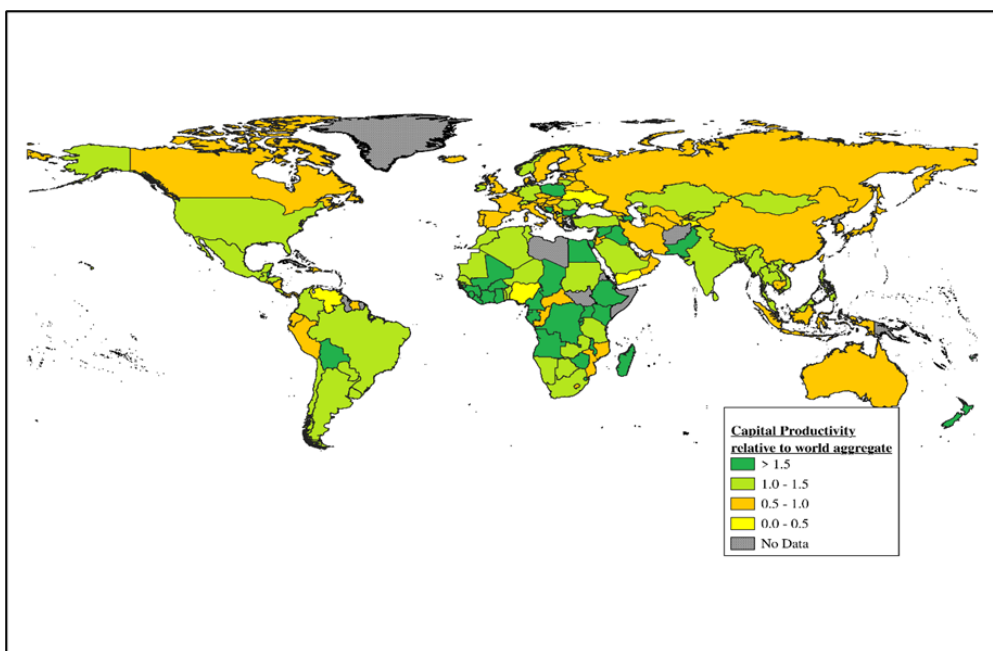 Capital Productivity
relative to world aggregate
> 1.5
1.0 - 1.5
0.5 - 1.0
0.0 - 0.5
No Data